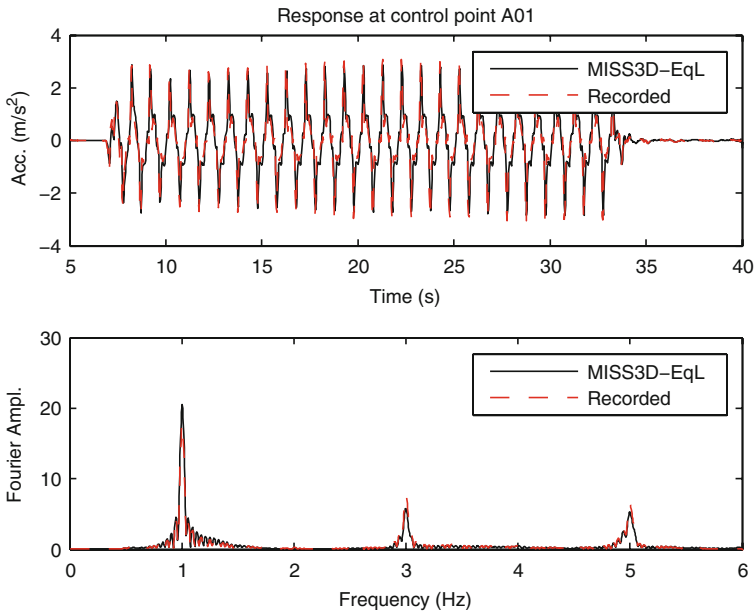 Response at control point A01
Acc. (m/s²)
4
2
0
−2
−4
MISS3D−EqL
Recorded
5 10 15 20 25 30 35 40
Time (s)
Fourier Ampl.
30
20
10
0
MISS3D−EqL
Recorded
0 1 2 3 4 5 6
Frequency (Hz)